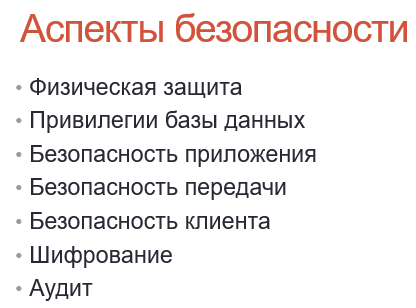 Аспекты безопасности
• Физическая защита
• Привилегии базы данных
• Безопасность приложения
• Безопасность передачи
• Безопасность клиента
• Шифрование
• Аудит